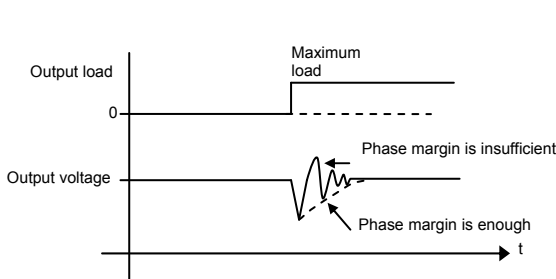 Maximum
load
Output load
0
Phase margin is insufficient
Output voltage
Phase margin is enough
t